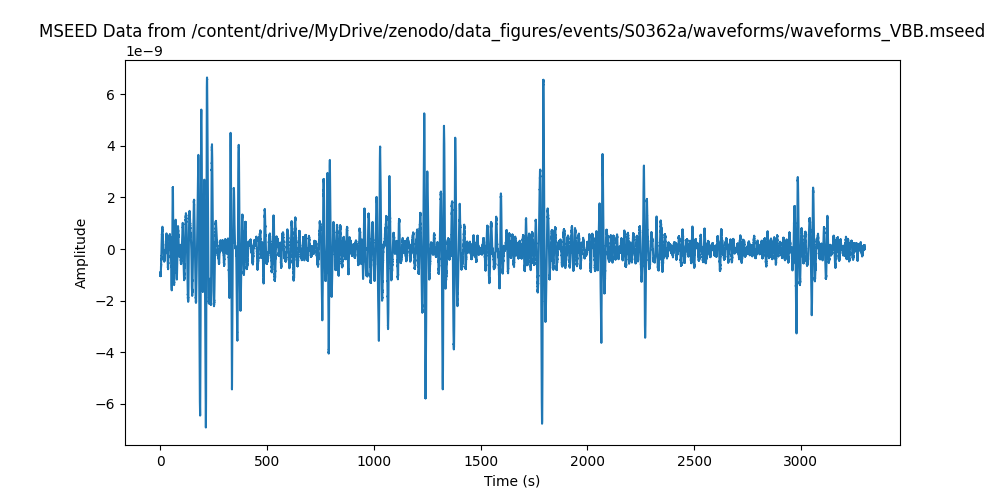 MSEED Data from /content/drive/MyDrive/zenodo/data_figures/events/S0362a/waveforms/waveforms_VBB.mseed
1e−9
6
4
2
0
−2
−4
−6
Amplitude
0 500 1000 1500 2000 2500 3000
Time (s)